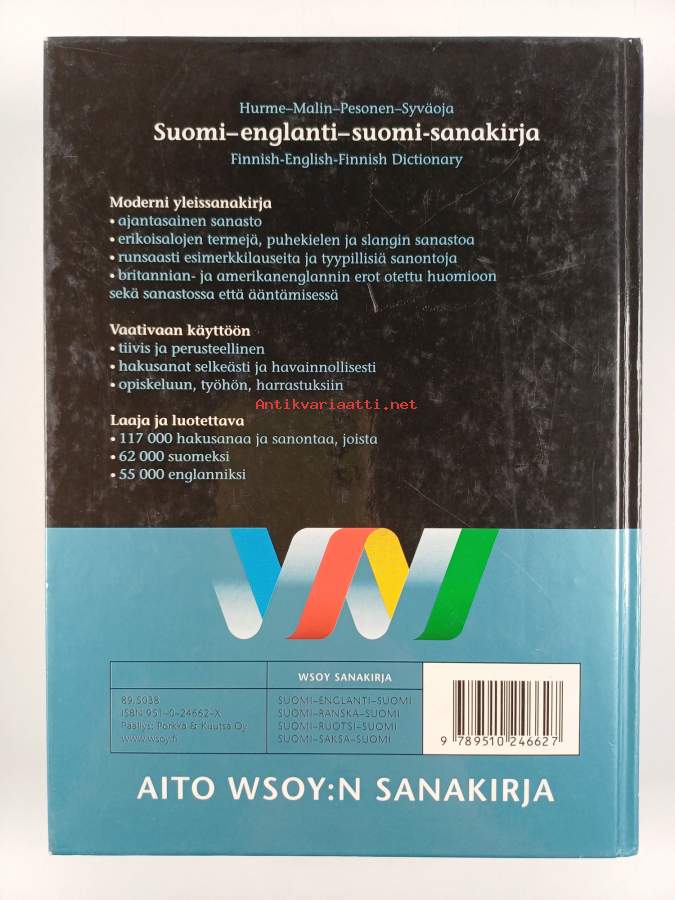 Hurme–Malin–Pesonen–Syväoja
Suomi–englanti–suomi-sanakirja
Finnish-English-Finnish Dictionary
Moderni yleissanakirja
• ajantasainen sanasto
• erikoisalojen termejä, puhekielen ja slangin sanastoa
• runsaasti esimerkkilauseita ja tyypillisiä sanontoja
• britannian- ja amerikanenglannin erot otettu huomioon
sekä sanastossa että ääntämisessä
Vaativaan käyttöön
• tiivis ja perusteellinen
• hakusanat selkeästi ja havainnollisesti
• opiskeluun, työhön, harrastuksiin
Antikvariaatti.net
Laaja ja luotettava
• 117 000 hakusanaa ja sanontaa, joista
• 62 000 suomeksi
• 55 000 englanniksi
WSOY SANAKIRJA
89.5038
ISBN 951–0–24662–X
Päällys: Porkka & Kuutsa Oy
www.wsoy.fi
SUOMI–ENGLANTI–SUOMI
SUOMI–RANSKA–SUOMI
SUOMI–RUOTSI–SUOMI
SUOMI–SAKSA–SUOMI
9 789510 246627
AITO WSOY:N SANAKIRJA